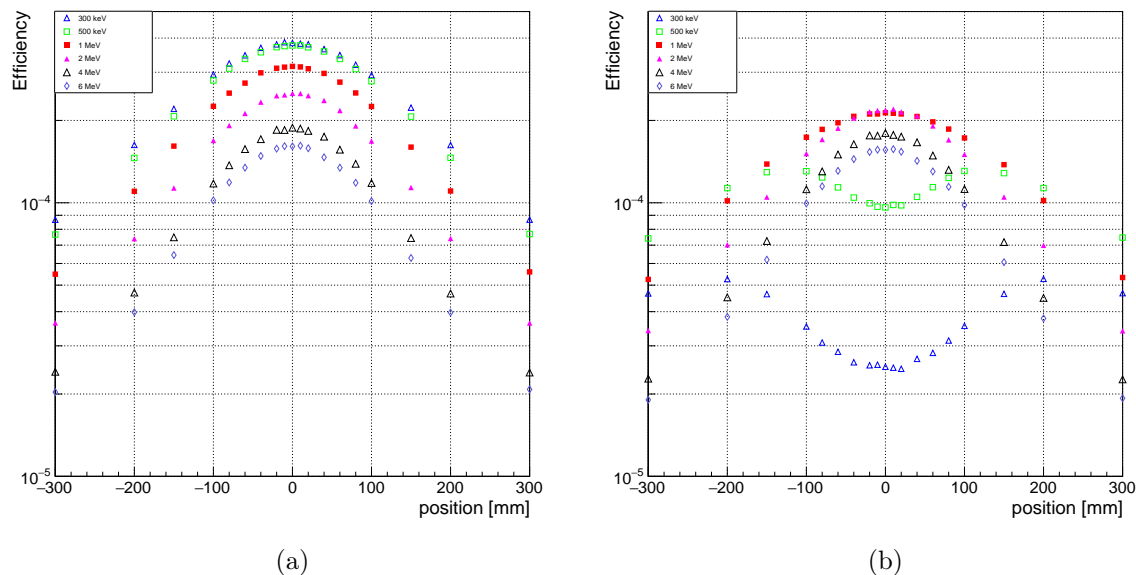 300 keV
500 keV
1 MeV
2 MeV
4 MeV
6 MeV
Efficiency
10−4
10−5
−300 −200 −100 0 100 200 300
position [mm]
(a)
300 keV
500 keV
1 MeV
2 MeV
4 MeV
6 MeV
Efficiency
10−4
10−5
−300 −200 −100 0 100 200 300
position [mm]
(b)